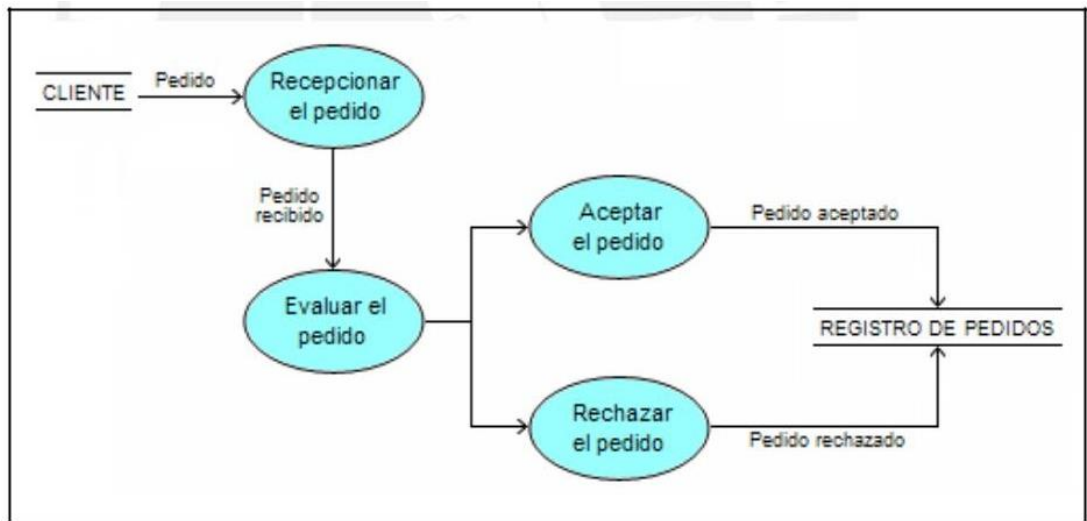 CLIENTE
Pedido
Recepcionar
el pedido
Pedido
recibido
Evaluar el
pedido
Aceptar
el pedido
Pedido aceptado
REGISTRO DE PEDIDOS
Rechazar
el pedido
Pedido rechazado